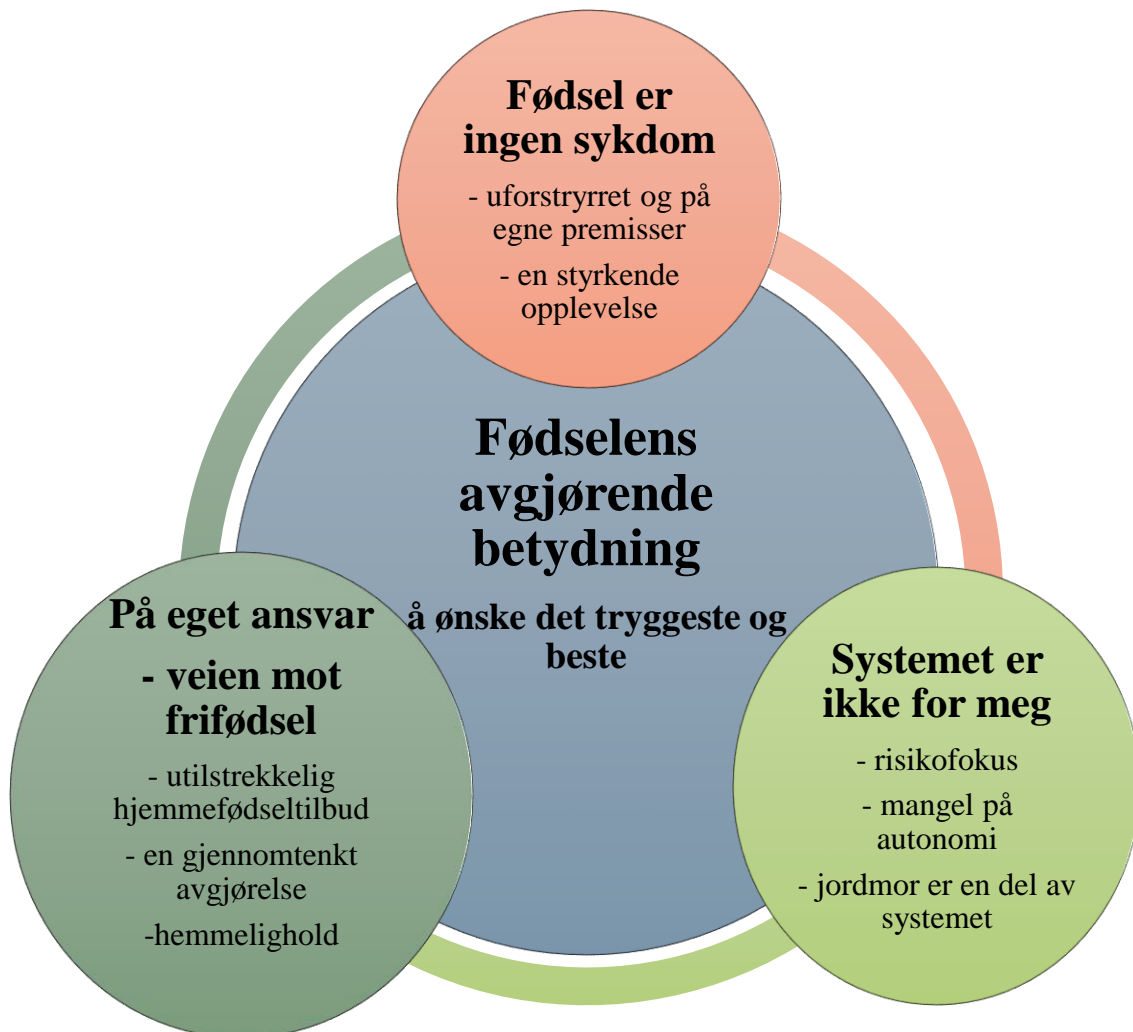 Fødsel er
ingen sykdom
- uforstryrret og på
egne premisser
- en styrkende
opplevelse
Fødselens
avgjørende
betydning
å ønske det tryggeste og
beste
På eget ansvar
- veien mot
frifødsel
- utilstrekkelig
hjemmefødseltilbud
- en gjennomtenkt
avgjørelse
-hemmelighold
Systemet er
ikke for meg
- risikofokus
- mangel på
autonomi
- jordmor er en del av
systemet